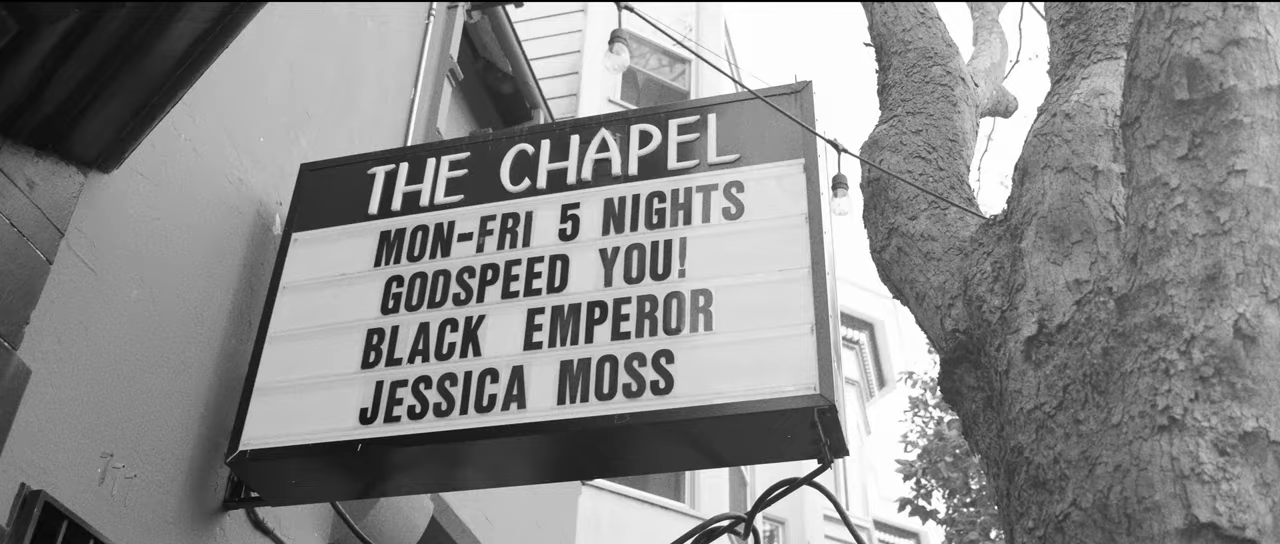 THE CHAPEL
MON-FRI 5 NIGHTS
GODSPEED YOU!
BLACK EMPEROR
JESSICA MOSS